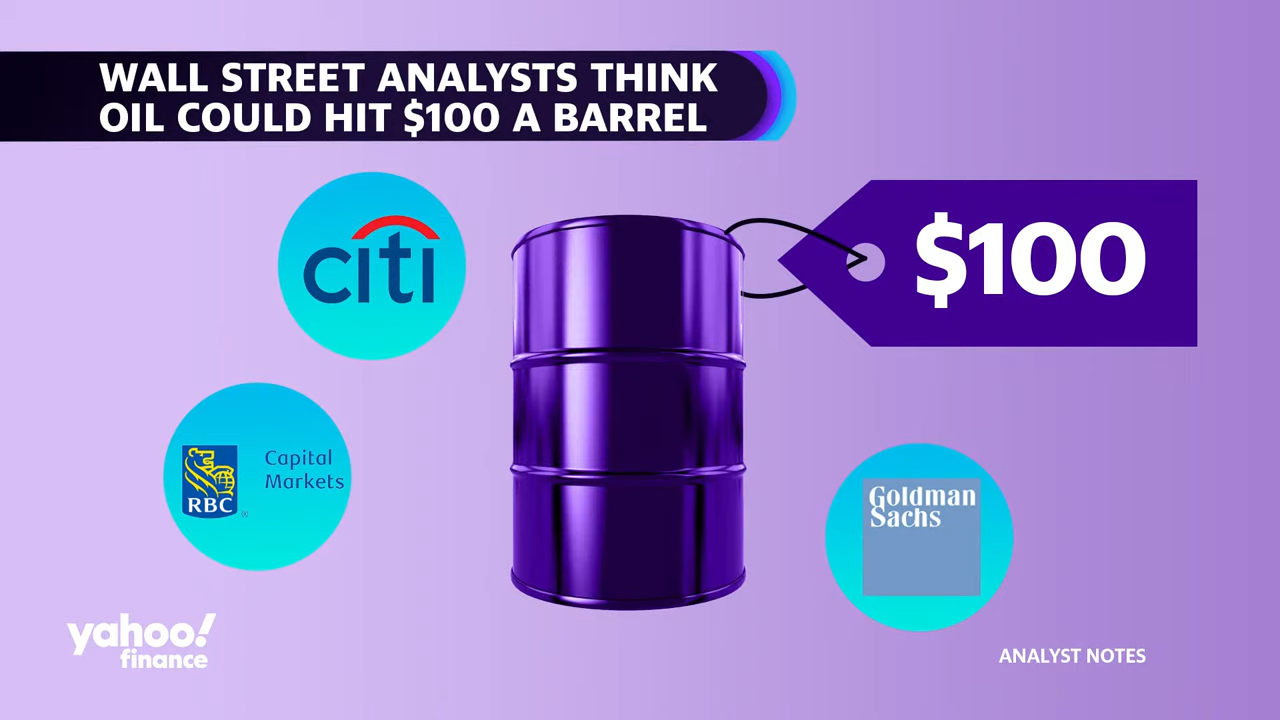 WALL STREET ANALYSTS THINK
OIL COULD HIT $100 A BARREL
citi
$100
RBC
®
Capital
Markets
Goldman
Sachs
yahoo!
finance
ANALYST NOTES